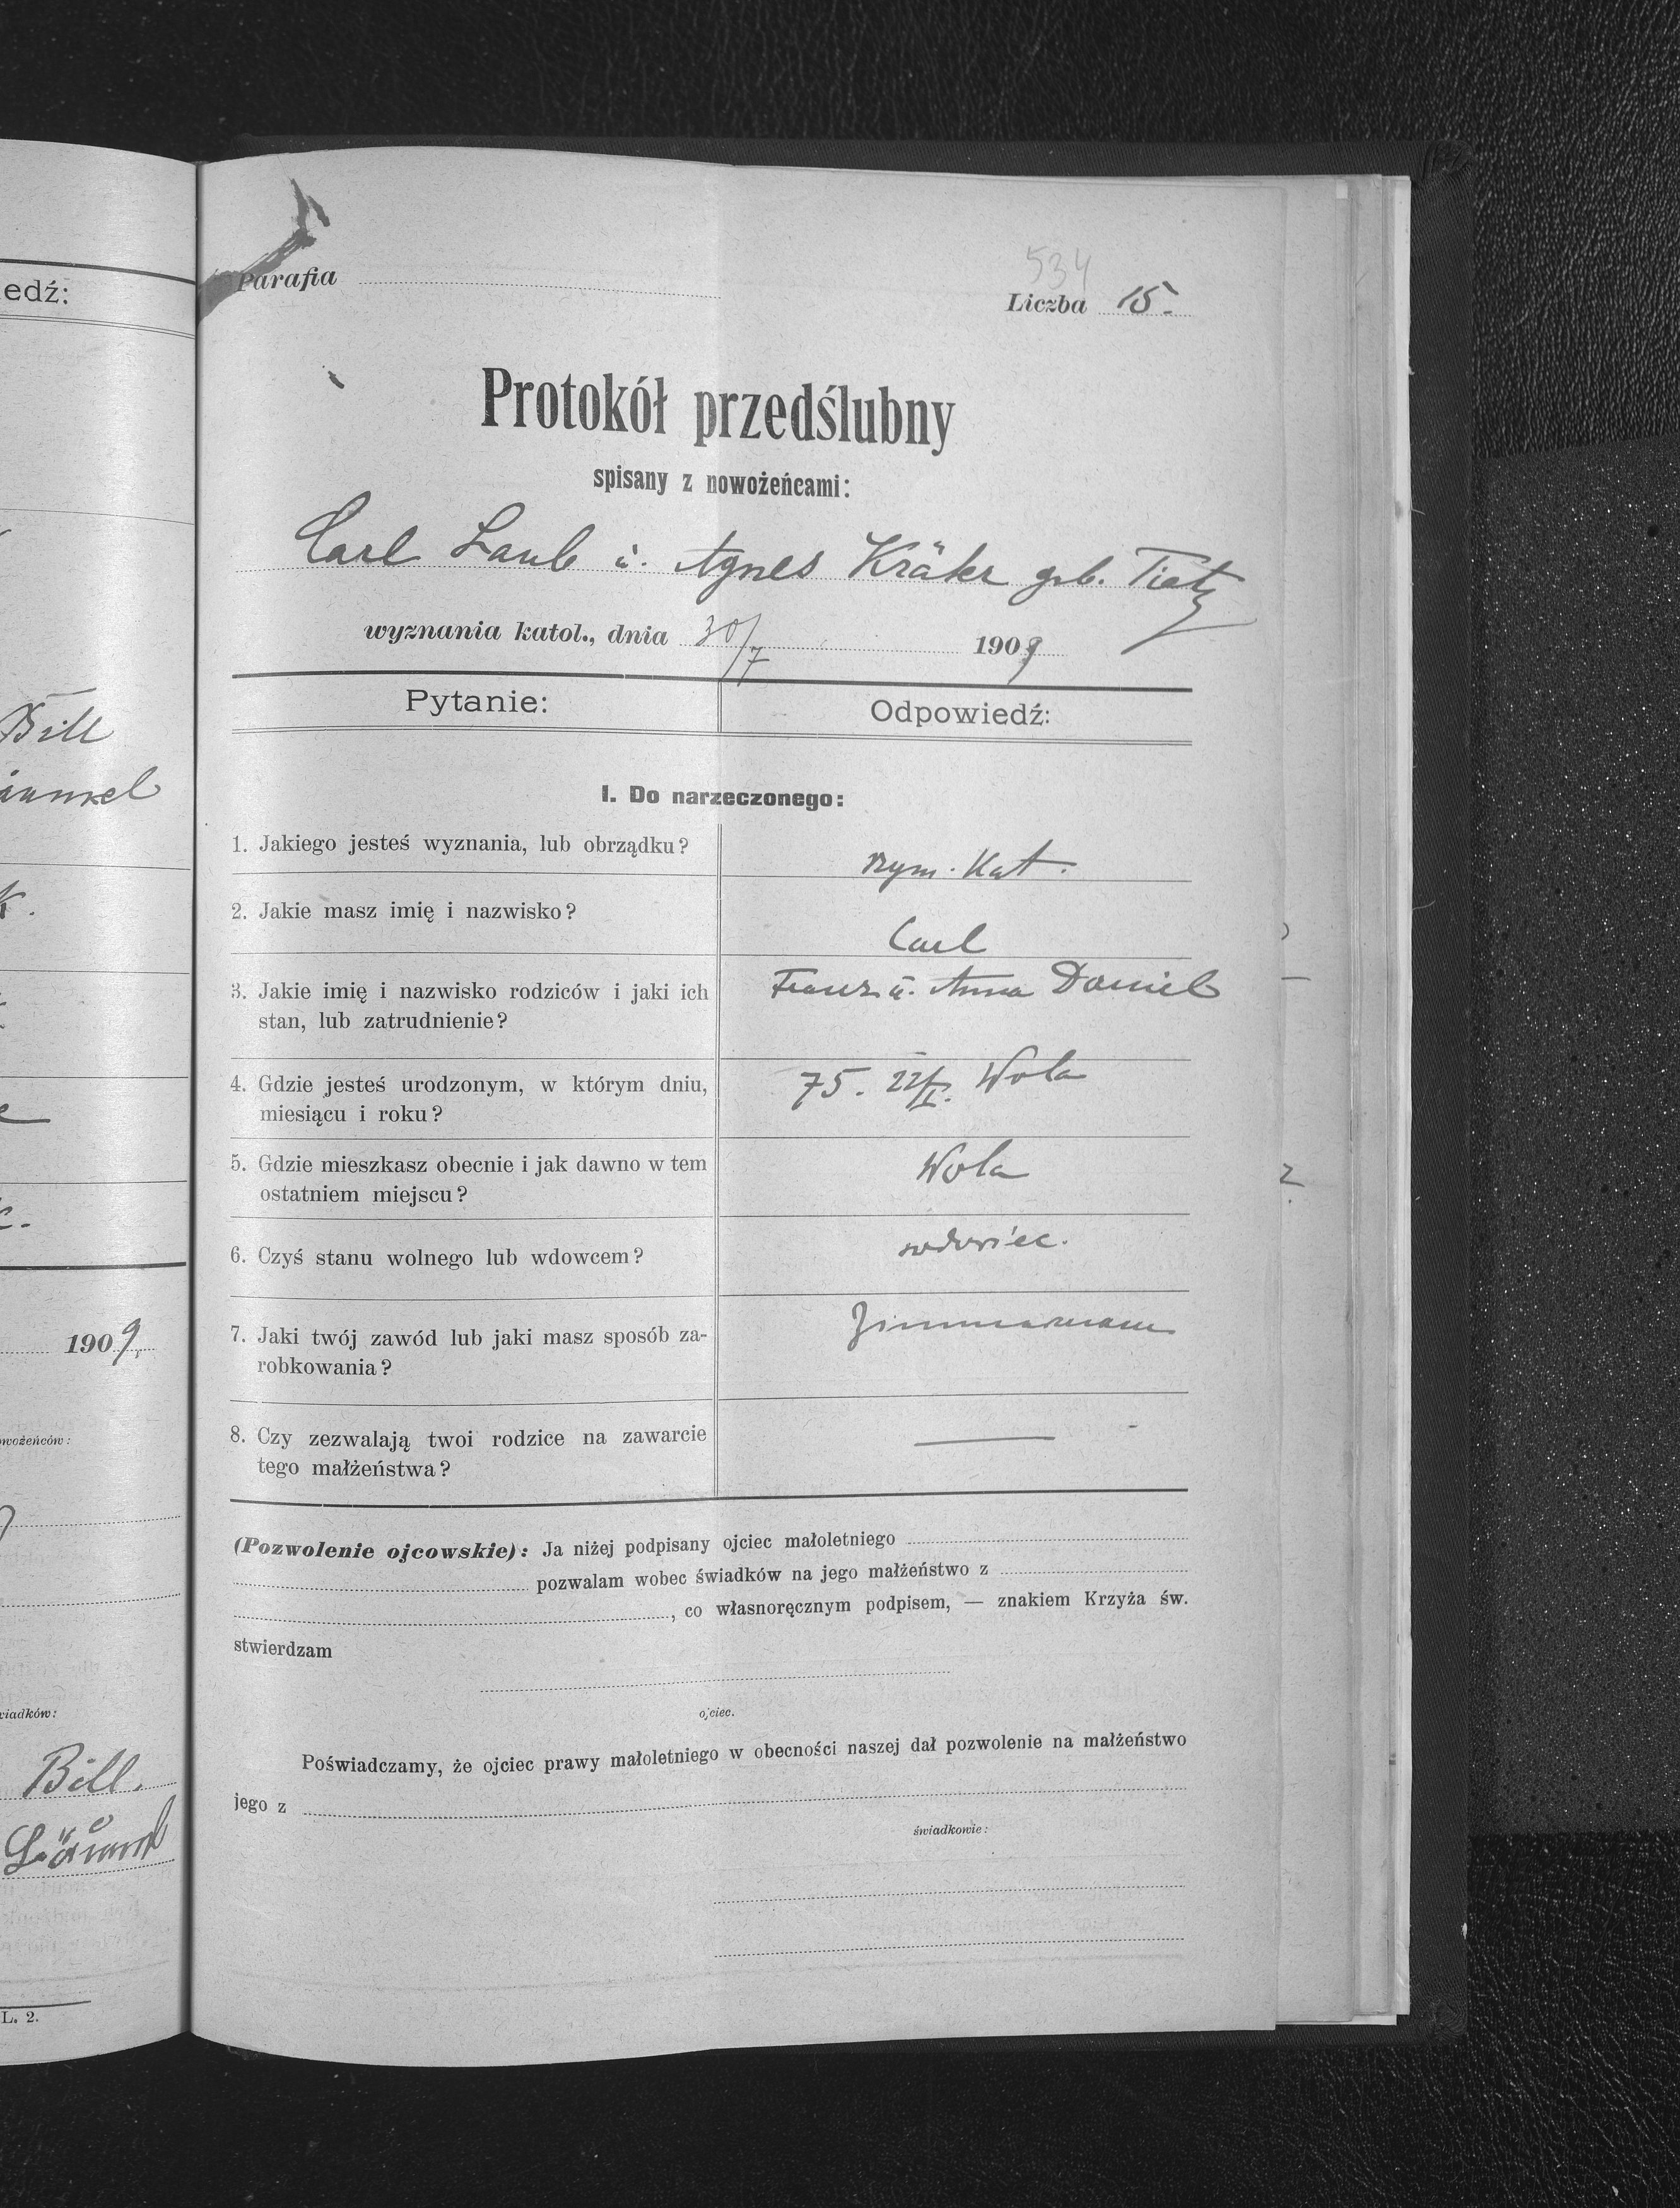 edź:
Bill
k.
1909.
owożeńców:
wiadków:
Bill.
L. 2.
Parafia
534
Liczba 15.
Protokół przedślubny
spisany z nowożeńcami:
Carl Laub u. Agnes Kräker geb. Tietz
wyznania katol., dnia 30/7 1909
Pytanie: Odpowiedź:
I. Do narzeczonego:
1. Jakiego jesteś wyznania, lub obrządku?
rzym. Kat.
2. Jakie masz imię i nazwisko?
Carl
3. Jakie imię i nazwisko rodziców i jaki ich
stan, lub zatrudnienie?
Franz u. Anna Daniel
4. Gdzie jesteś urodzonym, w którym dniu,
miesiącu i roku?
75. 22/I. Wola
5. Gdzie mieszkasz obecnie i jak dawno w tem
ostatniem miejscu?
Wola
6. Czyś stanu wolnego lub wdowcem?
wdowiec.
7. Jaki twój zawód lub jaki masz sposób za-
robkowania?
Zimmermann
8. Czy zezwalają twoi rodzice na zawarcie
tego małżeństwa?
—
(Pozwolenie ojcowskie): Ja niżej podpisany ojciec małoletniego
pozwalam wobec świadków na jego małżeństwo z
, co własnoręcznym podpisem, — znakiem Krzyża św.
stwierdzam
ojciec.
Poświadczamy, że ojciec prawy małoletniego w obecności naszej dał pozwolenie na małżeństwo
jego z
świadkowie: